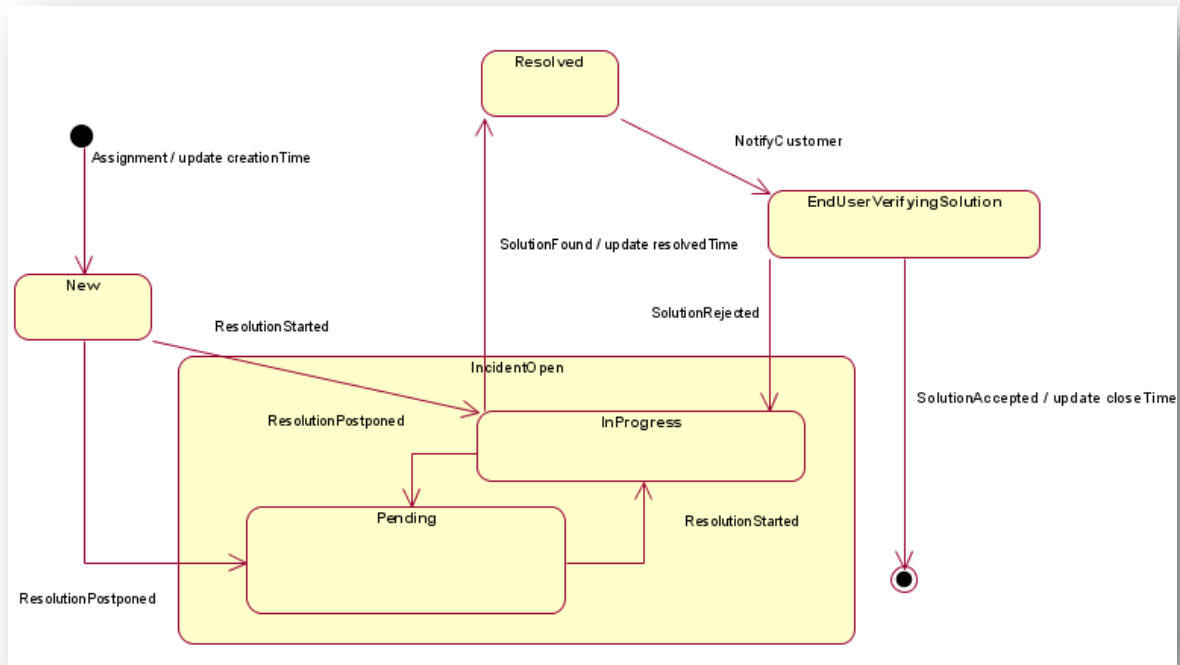 Resolved
Assignment / update creationTime
NotifyCustomer
EndUserVerifyingSolution
SolutionFound / update resolvedTime
New
SolutionRejected
ResolutionStarted
IncidentOpen
SolutionAccepted / update closeTime
ResolutionPostponed
InProgress
Pending
ResolutionStarted
ResolutionPostponed